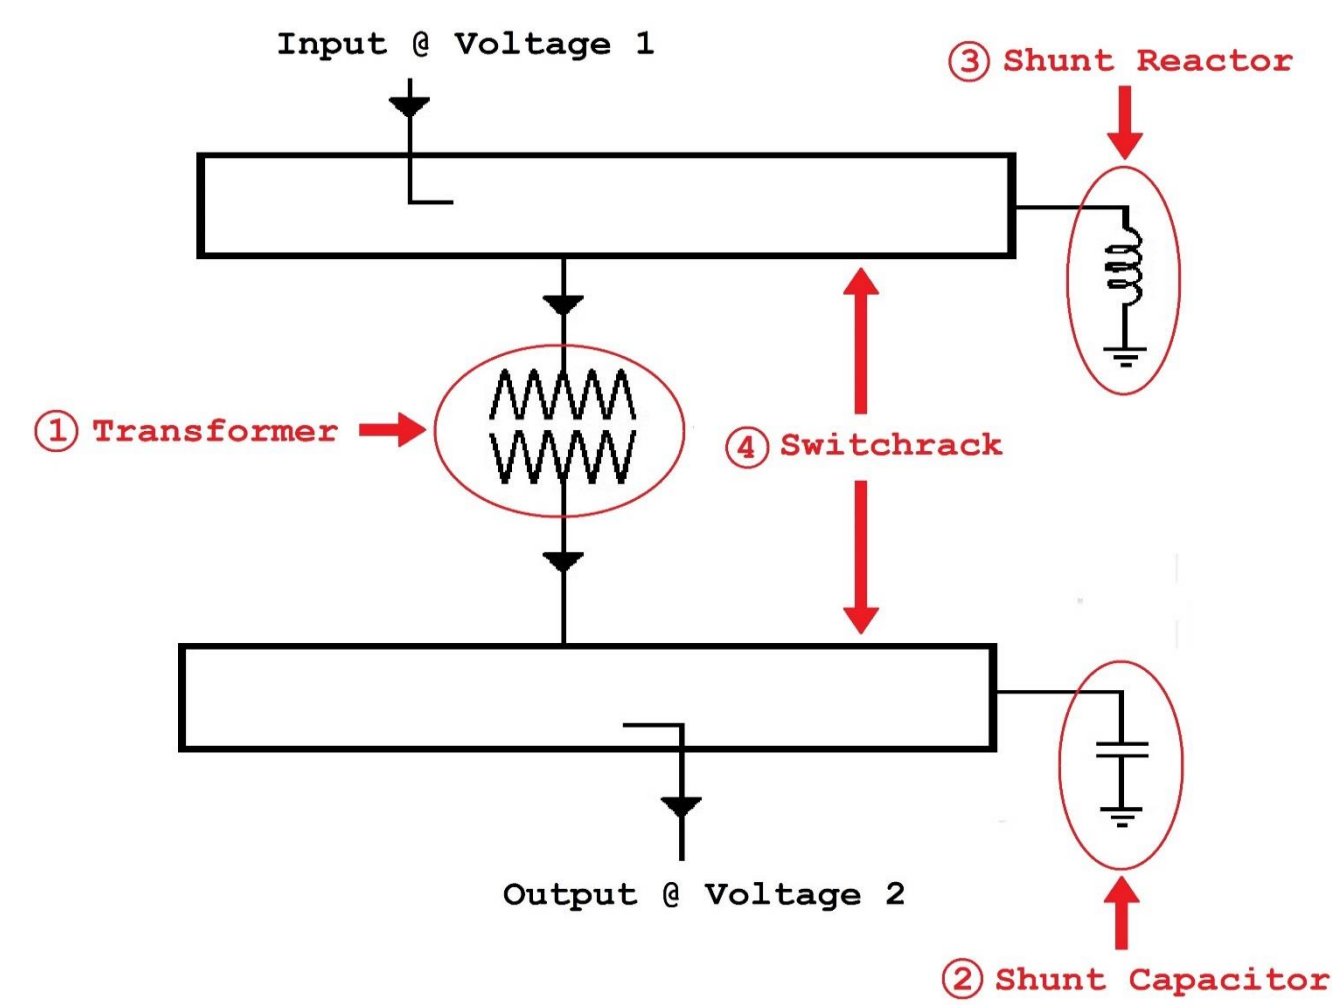 Input @ Voltage 1
③ Shunt Reactor
① Transformer
④ Switchrack
Output @ Voltage 2
② Shunt Capacitor